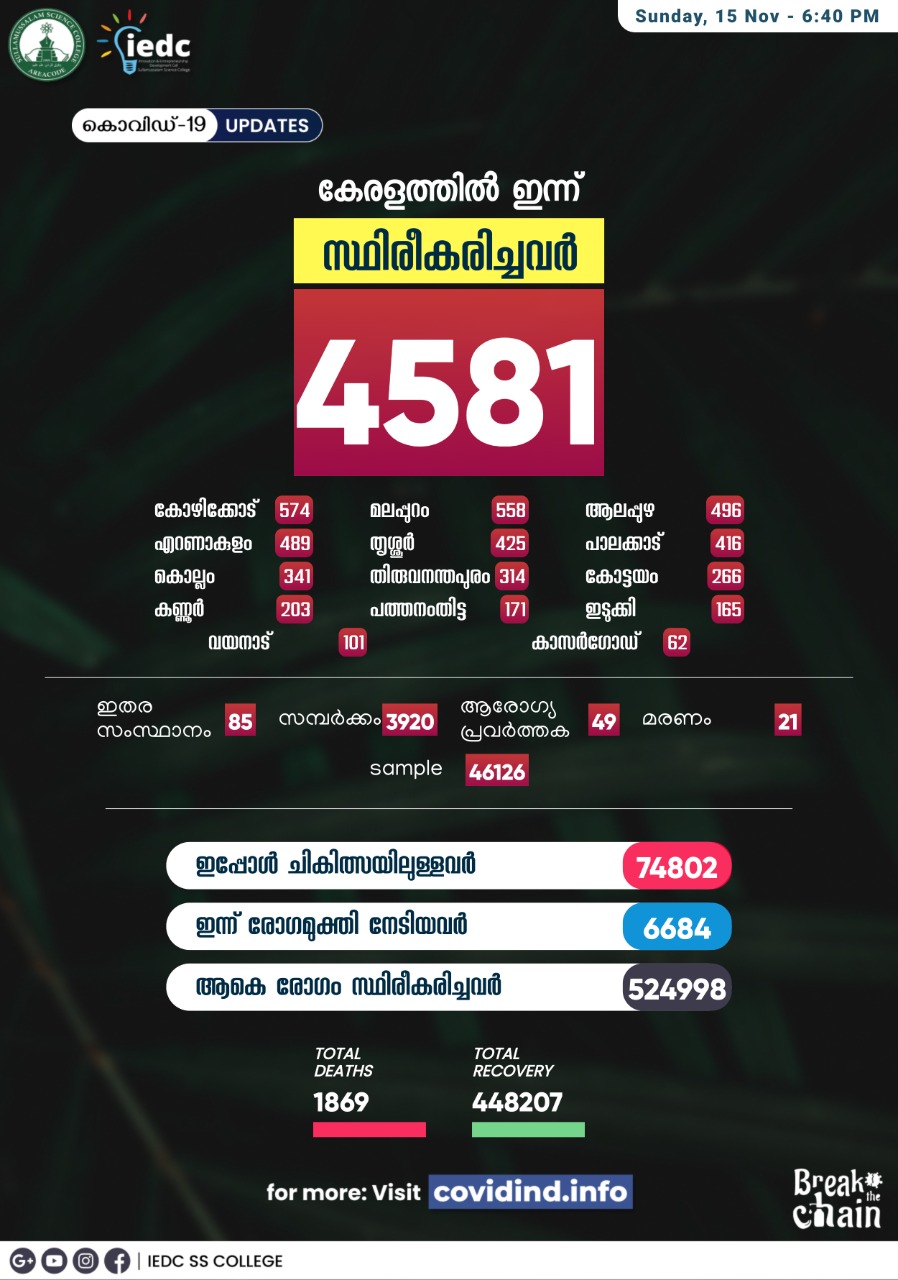 Sunday, 15 Nov - 6:40 PM
SULLAMUSSALAM SCIENCE COLLEGE
AREACODE
iedc
കൊവിഡ്-19 UPDATES
കേരളത്തിൽ ഇന്ന്
സ്ഥിരീകരിച്ചവർ
4581
കോഴിക്കോട് 574 മലപ്പുറം 558 ആലപ്പുഴ 496
എറണാകുളം 489 തൃശ്ശൂർ 425 പാലക്കാട് 416
കൊല്ലം 341 തിരുവനന്തപുരം 314 കോട്ടയം 266
കണ്ണൂർ 203 പത്തനംതിട്ട 171 ഇടുക്കി 165
വയനാട് 101 കാസർഗോഡ് 62
ഇതര സംസ്ഥാനം 85 സമ്പർക്കം 3920 ആരോഗ്യ പ്രവർത്തക 49 മരണം 21
sample 46126
ഇപ്പോൾ ചികിത്സയിലുള്ളവർ 74802
ഇന്ന് രോഗമുക്തി നേടിയവർ 6684
ആകെ രോഗം സ്ഥിരീകരിച്ചവർ 524998
TOTAL DEATHS
1869
TOTAL RECOVERY
448207
for more: Visit covidind.info
Break the chain
G+ f | IEDC SS COLLEGE